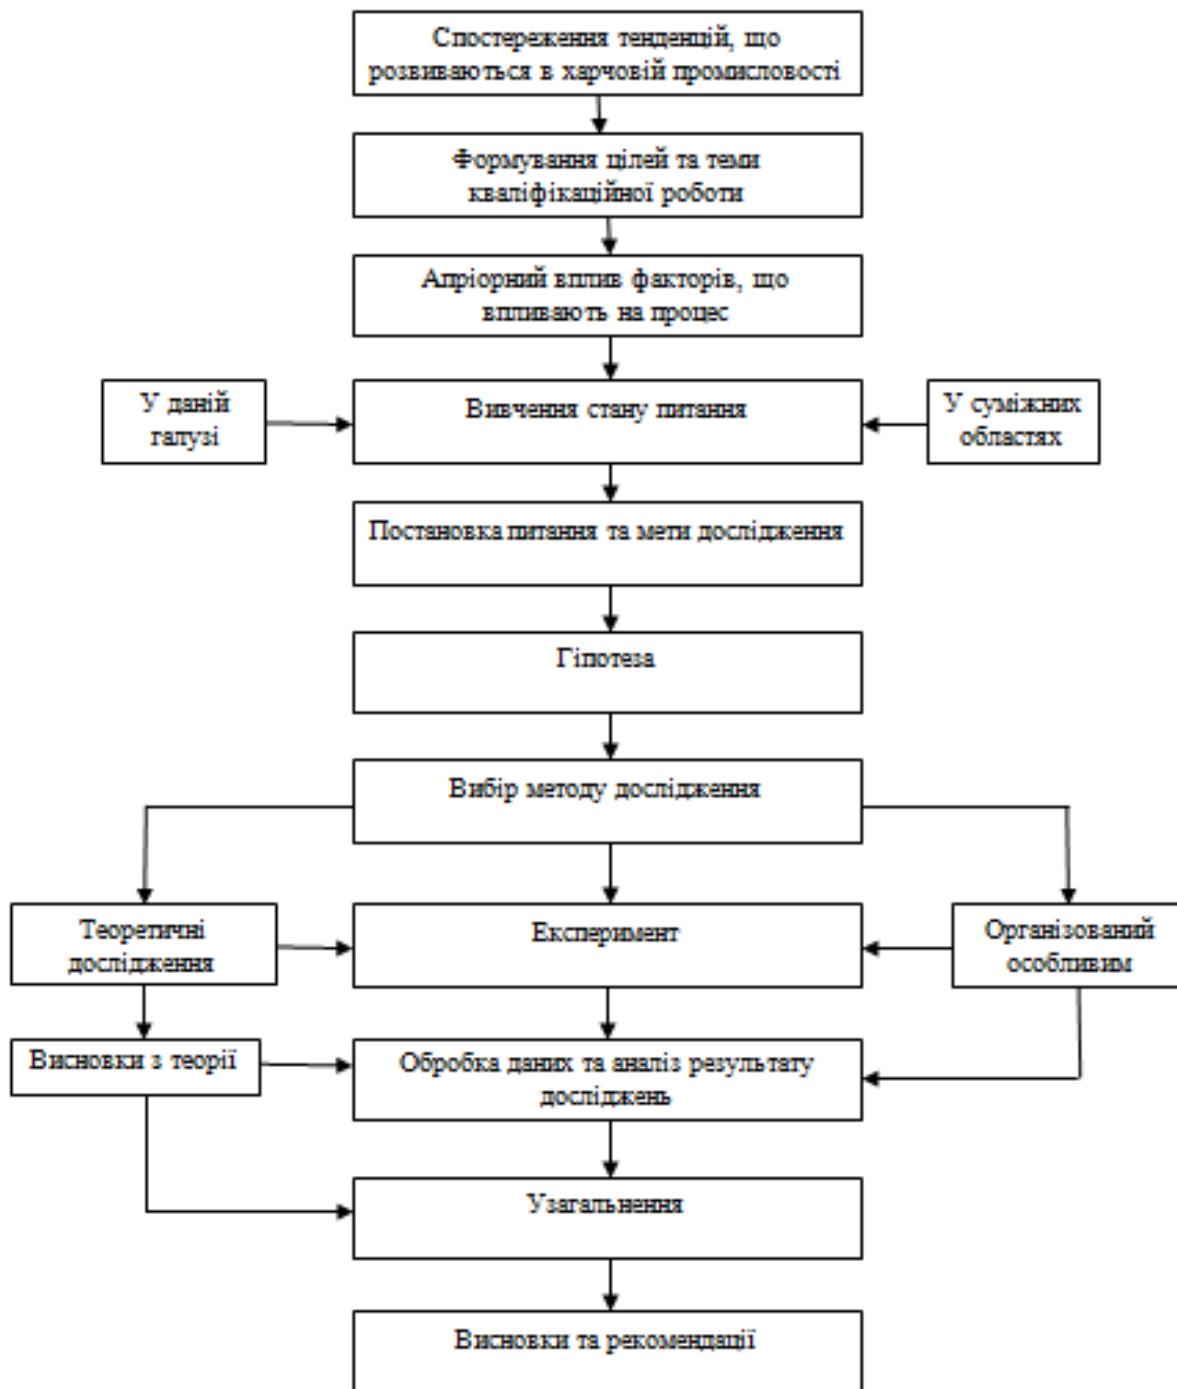 Спостереження тенденцій, що
розвиваються в харчовій промисловості
Формування цілей та теми
кваліфікаційної роботи
Апріорний вплив факторів, що
впливають на процес
У даній
галузі
Вивчення стану питання
У суміжних
областях
Постановка питання та мети дослідження
Гіпотеза
Вибір методу дослідження
Теоретичні
дослідження
Експеримент
Організований
особливим
Висновки з теорії
Обробка даних та аналіз результату
досліджень
Узагальнення
Висновки та рекомендації